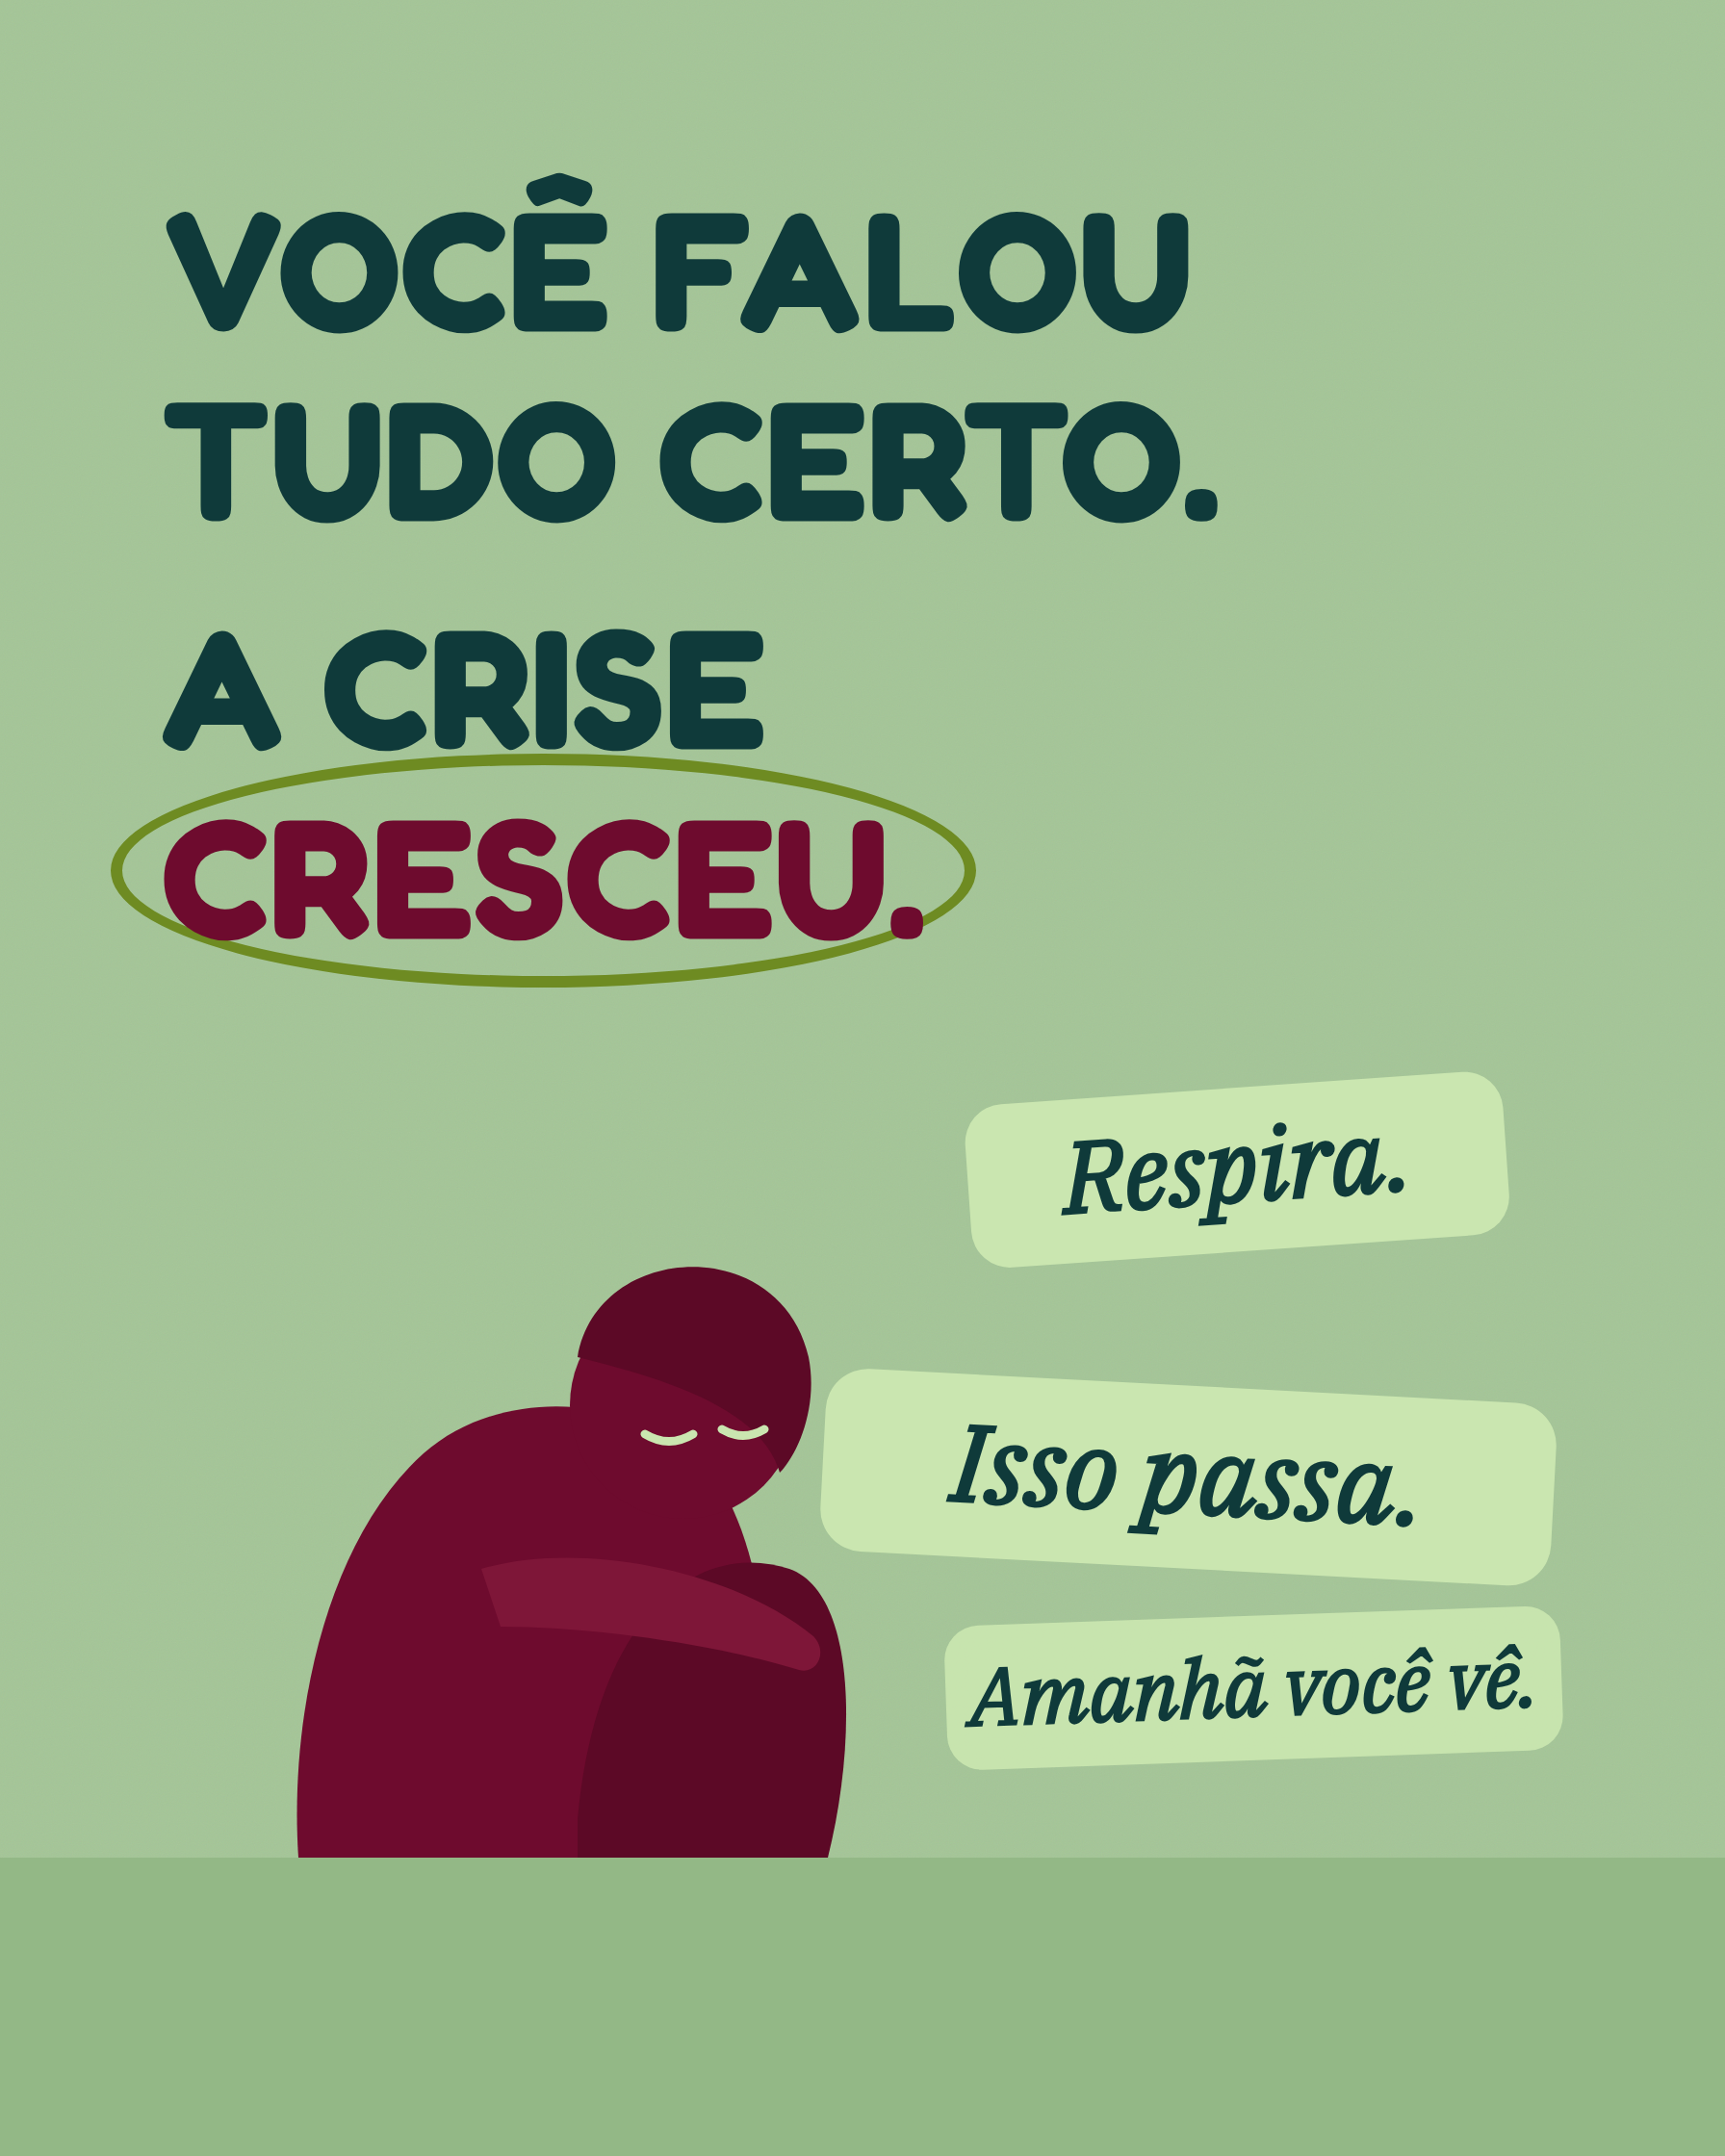 VOCÊ FALOU
TUDO CERTO.
A CRISE
CRESCEU.
Respira.
Isso passa.
Amanhã você vê.